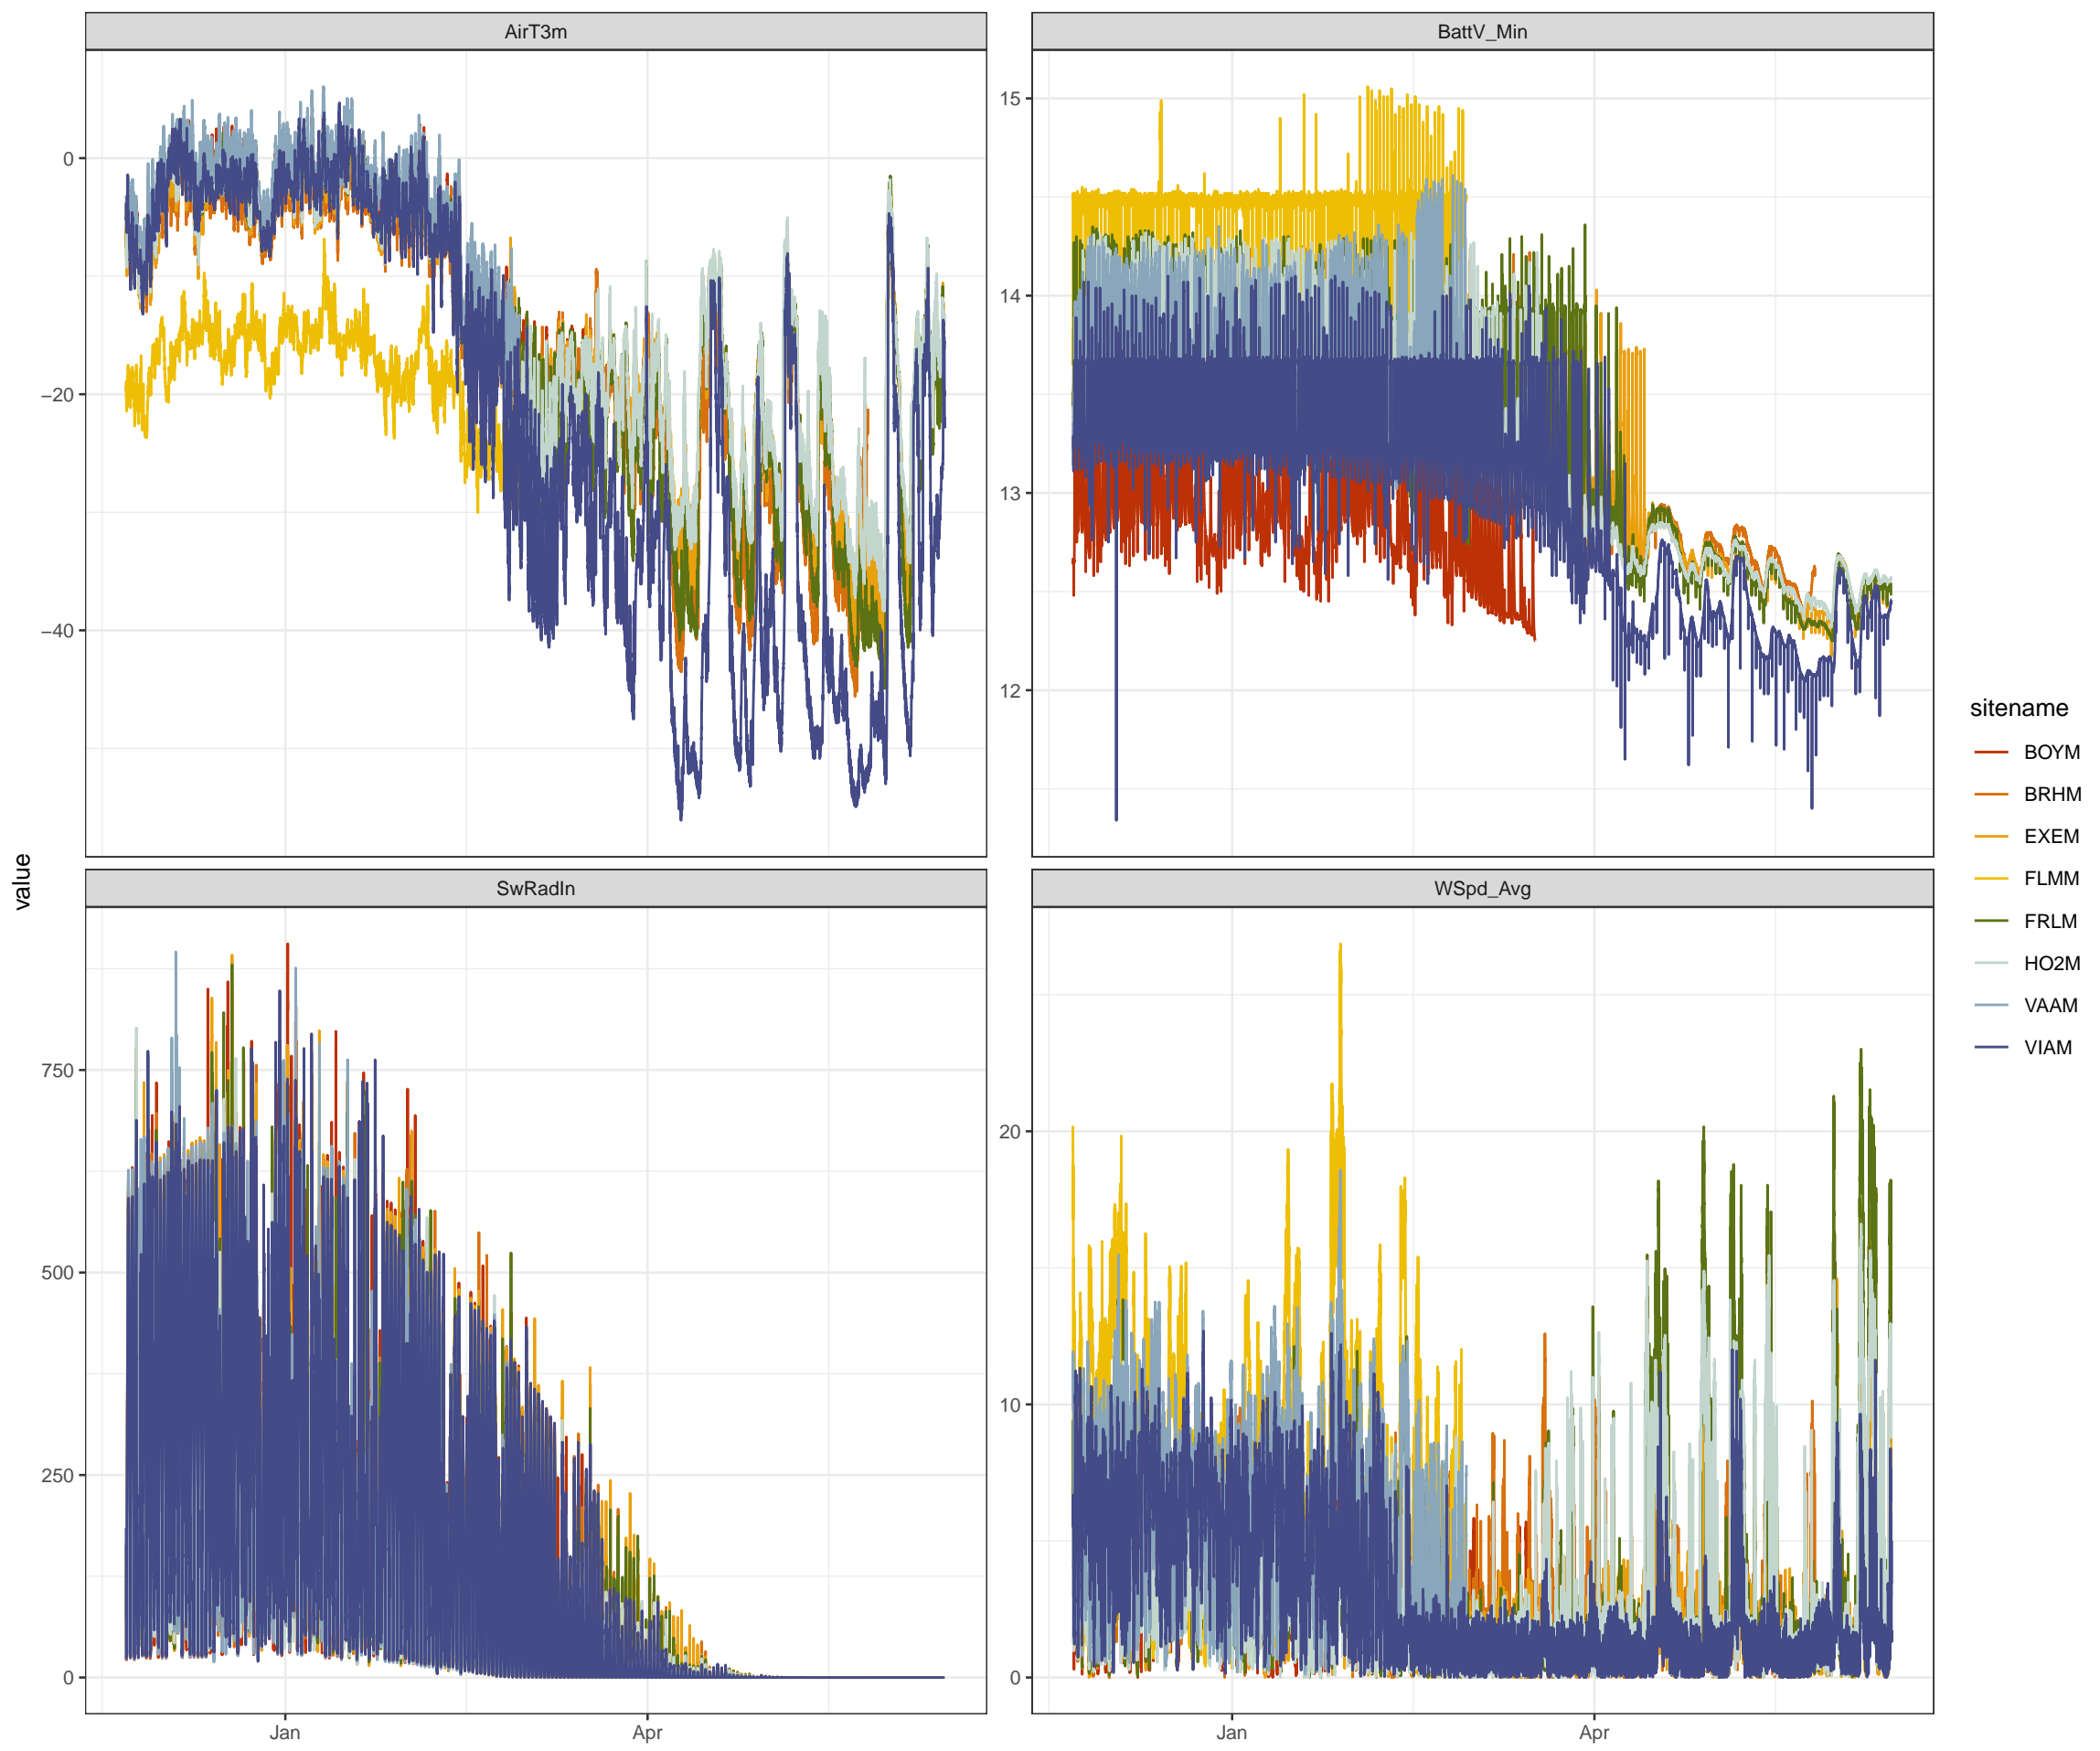 AirT3m
BattV_Min
0
−20
−40
15
14
13
12
SwRadIn
WSpd_Avg
750
500
250
0
20
10
0
Jan
Apr
Jan
Apr
value
sitename
BOYM
BRHM
EXEM
FLMM
FRLM
HO2M
VAAM
VIAM